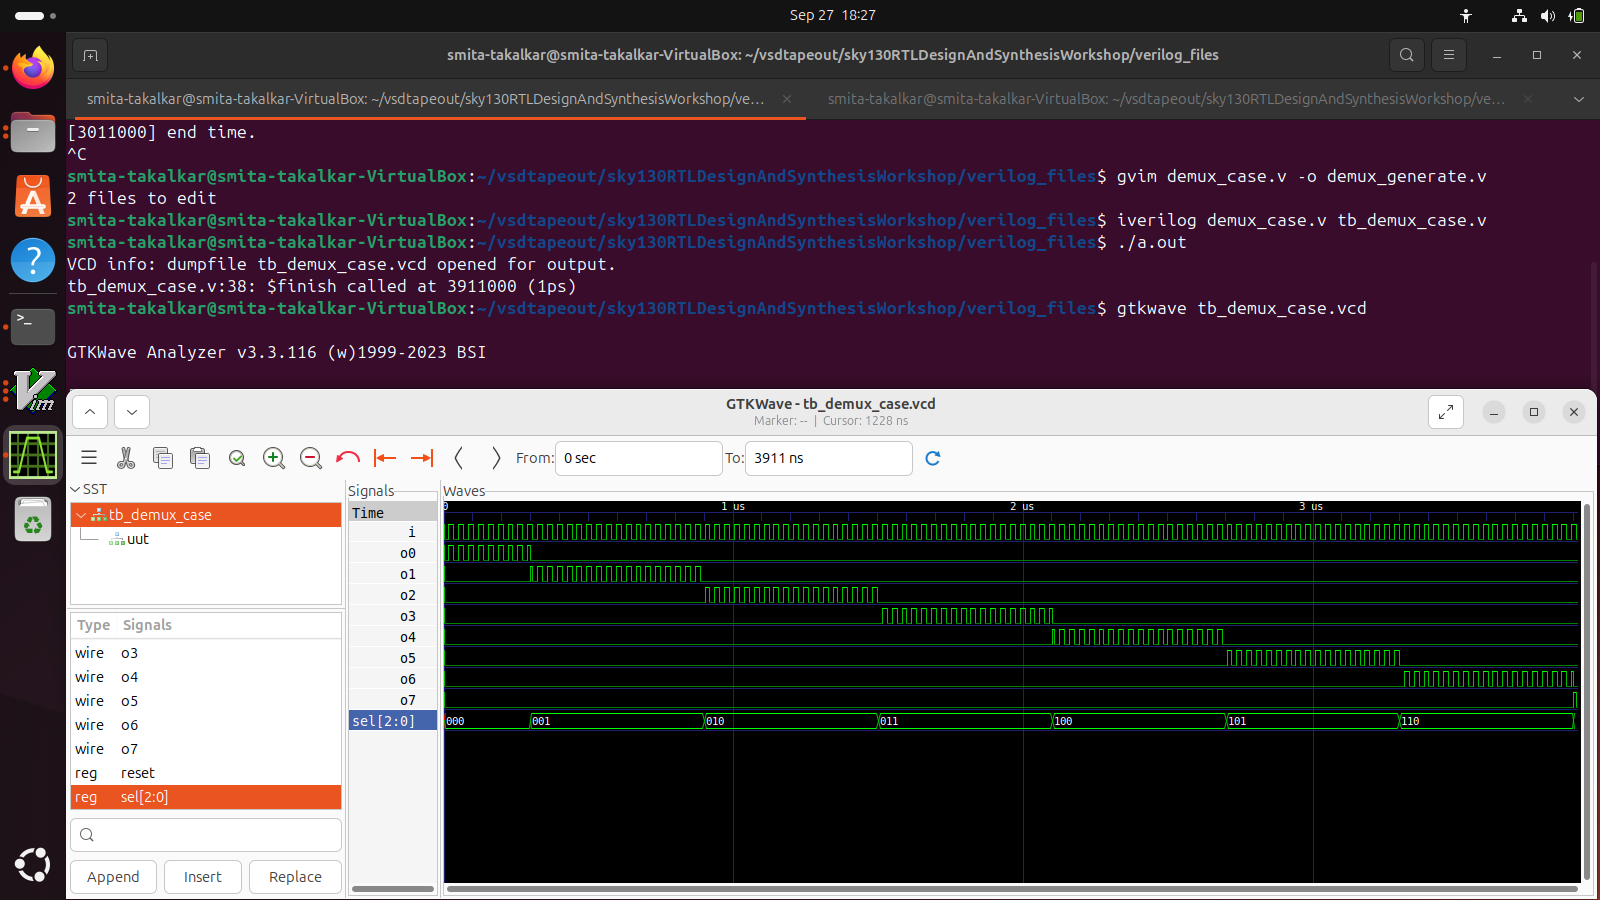 Sep 27 18:27
smita-takalkar@smita-takalkar-VirtualBox: ~/vsdtapeout/sky130RTLDesignAndSynthesisWorkshop/verilog_files
smita-takalkar@smita-takalkar-VirtualBox: ~/vsdtapeout/sky130RTLDesignAndSynthesisWorkshop/ve...
smita-takalkar@smita-takalkar-VirtualBox: ~/vsdtapeout/sky130RTLDesignAndSynthesisWorkshop/ve...
[3011000] end time.
^C
smita-takalkar@smita-takalkar-VirtualBox:~/vsdtapeout/sky130RTLDesignAndSynthesisWorkshop/verilog_files$ gvim demux_case.v -o demux_generate.v
2 files to edit
smita-takalkar@smita-takalkar-VirtualBox:~/vsdtapeout/sky130RTLDesignAndSynthesisWorkshop/verilog_files$ iverilog demux_case.v tb_demux_case.v
smita-takalkar@smita-takalkar-VirtualBox:~/vsdtapeout/sky130RTLDesignAndSynthesisWorkshop/verilog_files$ ./a.out
VCD info: dumpfile tb_demux_case.vcd opened for output.
tb_demux_case.v:38: $finish called at 3911000 (1ps)
smita-takalkar@smita-takalkar-VirtualBox:~/vsdtapeout/sky130RTLDesignAndSynthesisWorkshop/verilog_files$ gtkwave tb_demux_case.vcd
GTKWave Analyzer v3.3.116 (w)1999-2023 BSI
GTKWave - tb_demux_case.vcd
Marker: -- | Cursor: 1228 ns
From: 0 sec To: 3911 ns
SST
tb_demux_case
uut
Type Signals
wire o3
wire o4
wire o5
wire o6
wire o7
reg reset
reg sel[2:0]
Append Insert Replace
Signals
Time
i
o0
o1
o2
o3
o4
o5
o6
o7
sel[2:0]
Waves
0 1 us 2 us 3 us
000 001 010 011 100 101 110